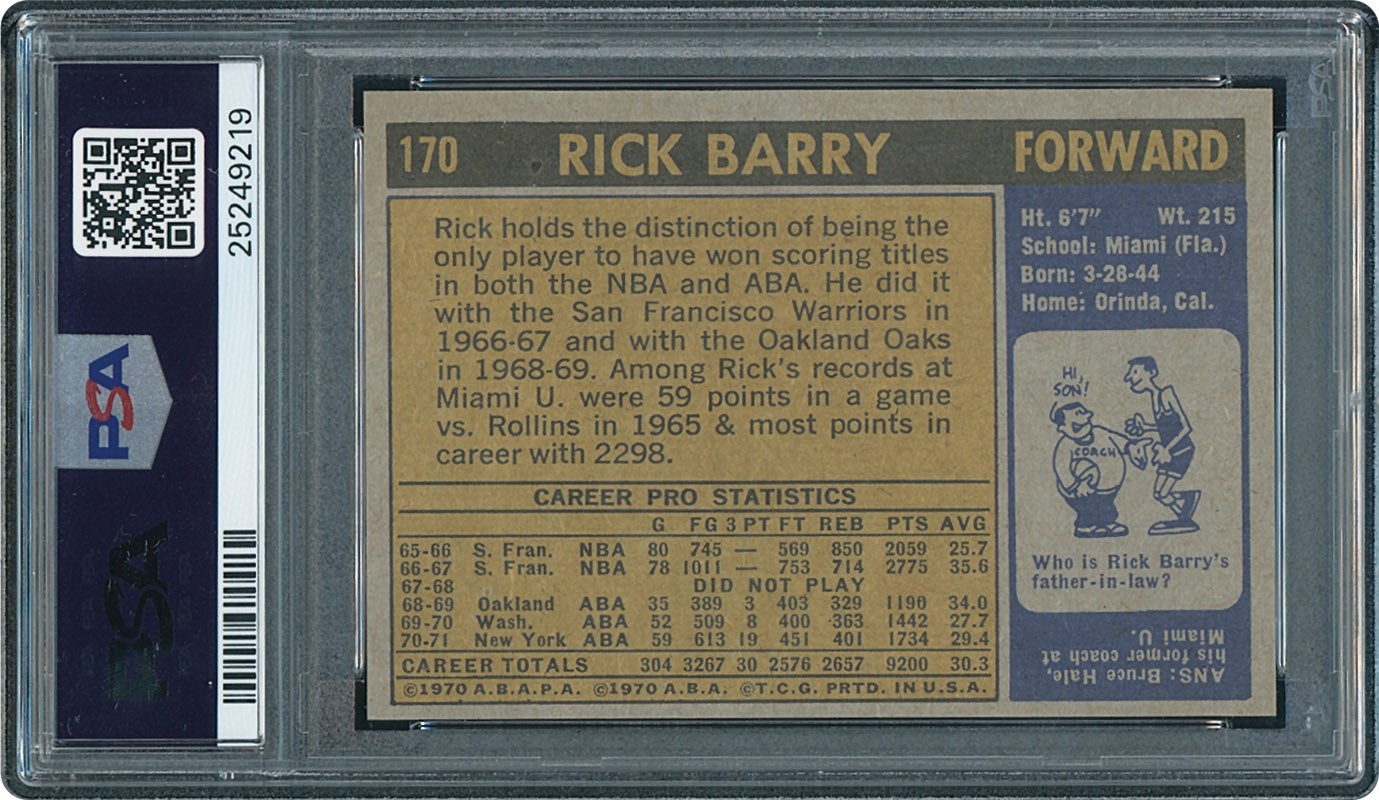 PSA
25249219
PSA
PSA
170 RICK BARRY FORWARD
Rick holds the distinction of being the
only player to have won scoring titles
in both the NBA and ABA. He did it
with the San Francisco Warriors in
1966-67 and with the Oakland Oaks
in 1968-69. Among Rick's records at
Miami U. were 59 points in a game
vs. Rollins in 1965 & most points in
career with 2298.
CAREER PRO STATISTICS
G FG 3 PT FT REB PTS AVG
65-66 S. Fran. NBA 80 745 — 569 850 2059 25.7
66-67 S. Fran. NBA 78 1011 — 753 714 2775 35.6
67-68 DID NOT PLAY
68-69 Oakland ABA 35 389 3 403 329 1190 34.0
69-70 Wash. ABA 52 509 8 400 363 1442 27.7
70-71 New York ABA 59 613 19 451 401 1734 29.4
CAREER TOTALS 304 3267 30 2576 2657 9200 30.3
©1970 A.B.A.P.A. ©1970 A.B.A. ©T.C.G. PRTD. IN U.S.A.
Ht. 6'7" Wt. 215
School: Miami (Fla.)
Born: 3-28-44
Home: Orinda, Cal.
HI,
SON!
COACH
Who is Rick Barry's
father-in-law?
ANS: Bruce Hale,
his former coach at
Miami U.
PSA